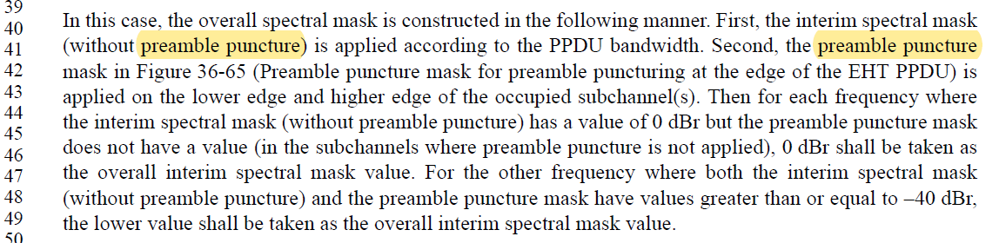 39
40 In this case, the overall spectral mask is constructed in the following manner. First, the interim spectral mask
41 (without preamble puncture) is applied according to the PPDU bandwidth. Second, the preamble puncture
42 mask in Figure 36-65 (Preamble puncture mask for preamble puncturing at the edge of the EHT PPDU) is
43 applied on the lower edge and higher edge of the occupied subchannel(s). Then for each frequency where
44 the interim spectral mask (without preamble puncture) has a value of 0 dBr but the preamble puncture mask
45
46 does not have a value (in the subchannels where preamble puncture is not applied), 0 dBr shall be taken as
47 the overall interim spectral mask value. For the other frequency where both the interim spectral mask
48 (without preamble puncture) and the preamble puncture mask have values greater than or equal to –40 dBr,
49 the lower value shall be taken as the overall interim spectral mask value.
50